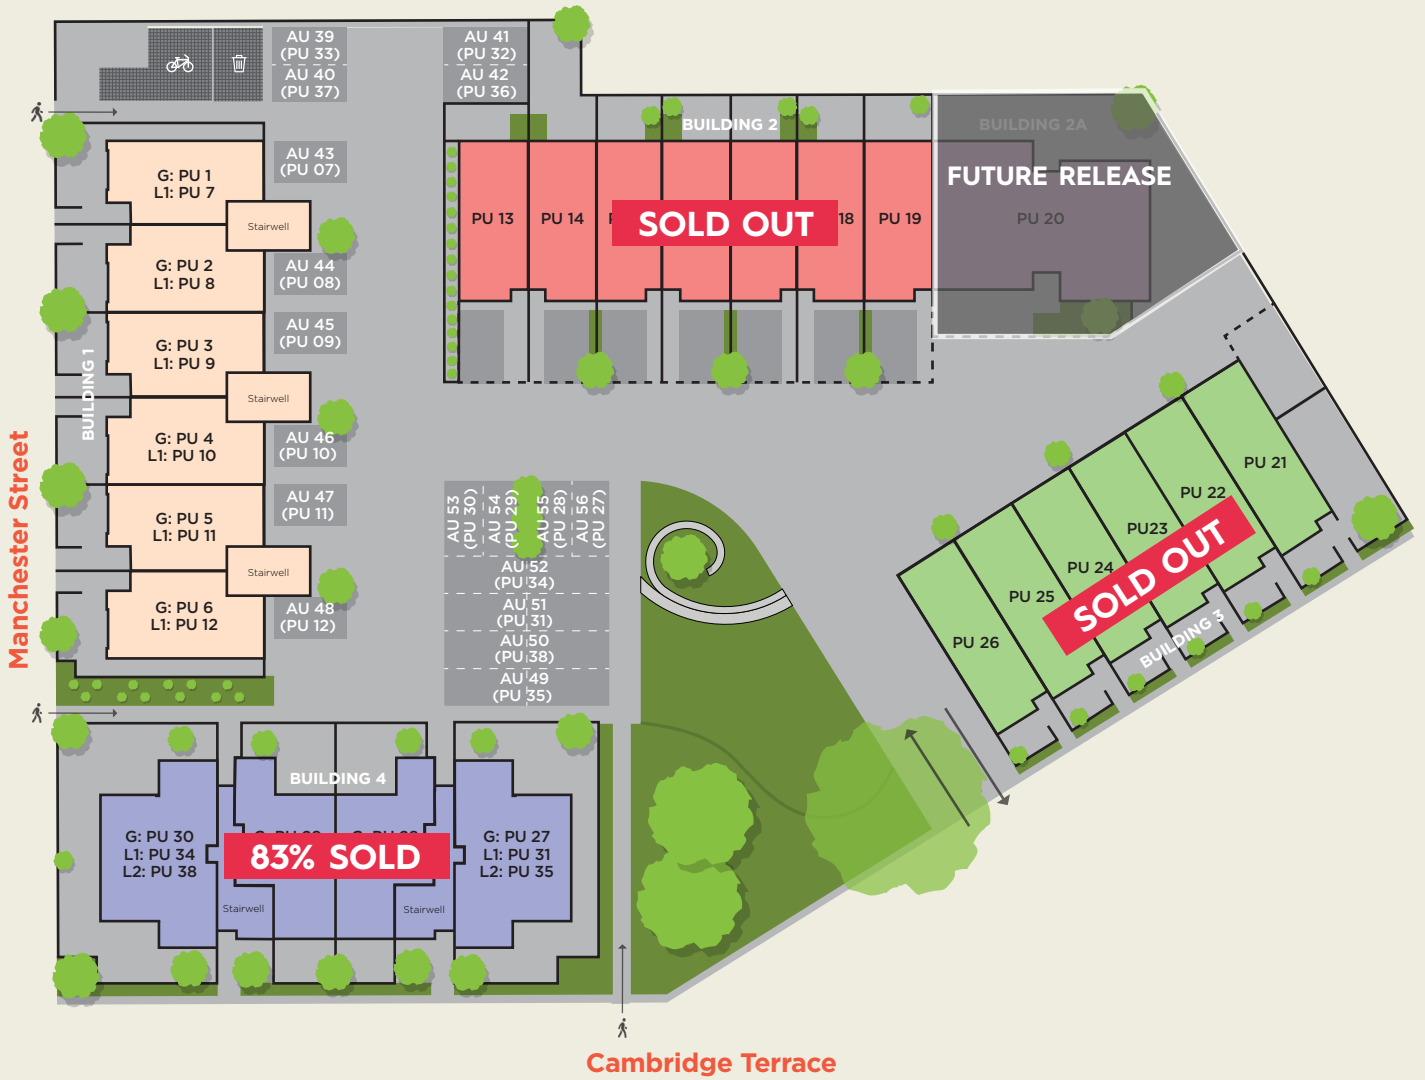 AU 39
(PU 33)
AU 40
(PU 37)
AU 41
(PU 32)
AU 42
(PU 36)
BUILDING 2
BUILDING 2A
FUTURE RELEASE
PU 20
PU 13
PU 14
SOLD OUT
18
PU 19
G: PU 1
L1: PU 7
Stairwell
G: PU 2
L1: PU 8
G: PU 3
L1: PU 9
Stairwell
G: PU 4
L1: PU 10
G: PU 5
L1: PU 11
Stairwell
G: PU 6
L1: PU 12
BUILDING 1
Manchester Street
AU 43
(PU 07)
AU 44
(PU 08)
AU 45
(PU 09)
AU 46
(PU 10)
AU 47
(PU 11)
AU 48
(PU 12)
AU 53
(PU 30)
AU 54
(PU 29)
AU 55
(PU 28)
AU 56
(PU 27)
AU 52
(PU 34)
AU 51
(PU 31)
AU 50
(PU 38)
AU 49
(PU 35)
PU 21
PU 22
PU23
PU 24
PU 25
PU 26
SOLD OUT
BUILDING 3
BUILDING 4
G: PU 30
L1: PU 34
L2: PU 38
83% SOLD
G: PU 27
L1: PU 31
L2: PU 35
Stairwell
Stairwell
Cambridge Terrace